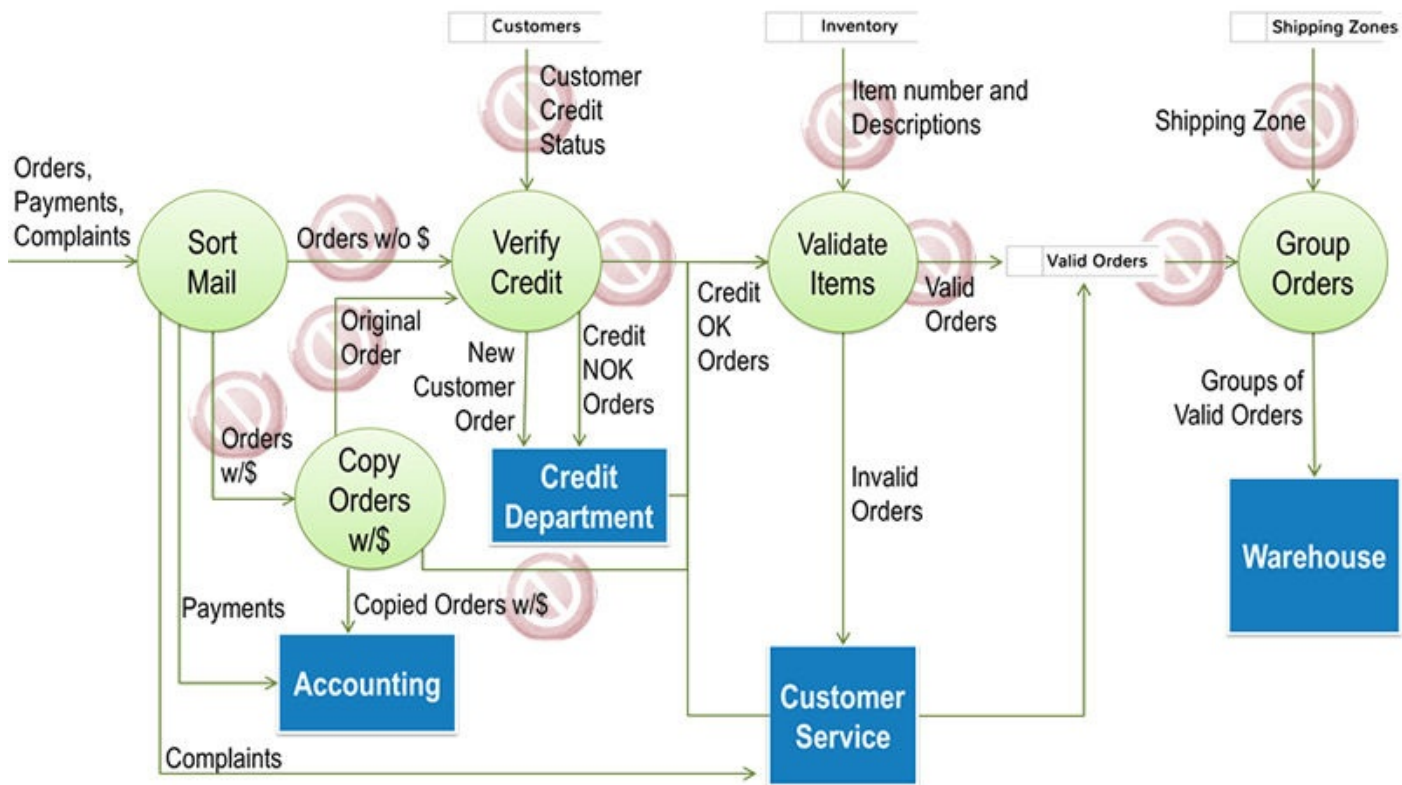 Customers
Inventory
Shipping Zones
Customer
Credit
Status
Item number and
Descriptions
Shipping Zone
Orders,
Payments,
Complaints
Sort
Mail
Orders w/o $
Verify
Credit
Validate
Items
Valid Orders
Group
Orders
Valid
Orders
Credit
OK
Orders
Original
Order
New
Customer
Order
Credit
NOK
Orders
Groups of
Valid Orders
Orders
w/$
Copy
Orders
w/$
Credit
Department
Invalid
Orders
Warehouse
Payments
Copied Orders w/$
Accounting
Customer
Service
Complaints